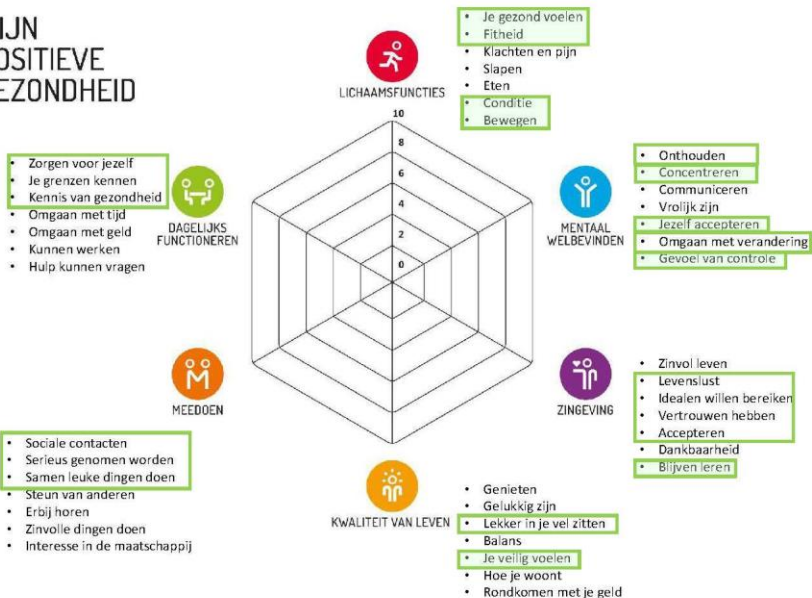 IJN
OSITIEVE
EZONDHEID
LICHAAMSFUNCTIES
• Je gezond voelen
• Fitheid
• Klachten en pijn
• Slapen
• Eten
• Conditie
• Bewegen
10
8
6
4
2
0
• Zorgen voor jezelf
• Je grenzen kennen
• Kennis van gezondheid
• Omgaan met tijd
• Omgaan met geld
• Kunnen werken
• Hulp kunnen vragen
DAGELIJKS
FUNCTIONEREN
MENTAAL
WELBEVINDEN
• Onthouden
• Concentreren
• Communiceren
• Vrolijk zijn
• Jezelf accepteren
• Omgaan met verandering
• Gevoel van controle
MEEDOEN
• Sociale contacten
• Serieus genomen worden
• Samen leuke dingen doen
• Steun van anderen
• Erbij horen
• Zinvolle dingen doen
• Interesse in de maatschappij
ZINGEVING
• Zinvol leven
• Levenslust
• Idealen willen bereiken
• Vertrouwen hebben
• Accepteren
• Dankbaarheid
• Blijven leren
KWALITEIT VAN LEVEN
• Genieten
• Gelukkig zijn
• Lekker in je vel zitten
• Balans
• Je veilig voelen
• Hoe je woont
• Rondkomen met je geld